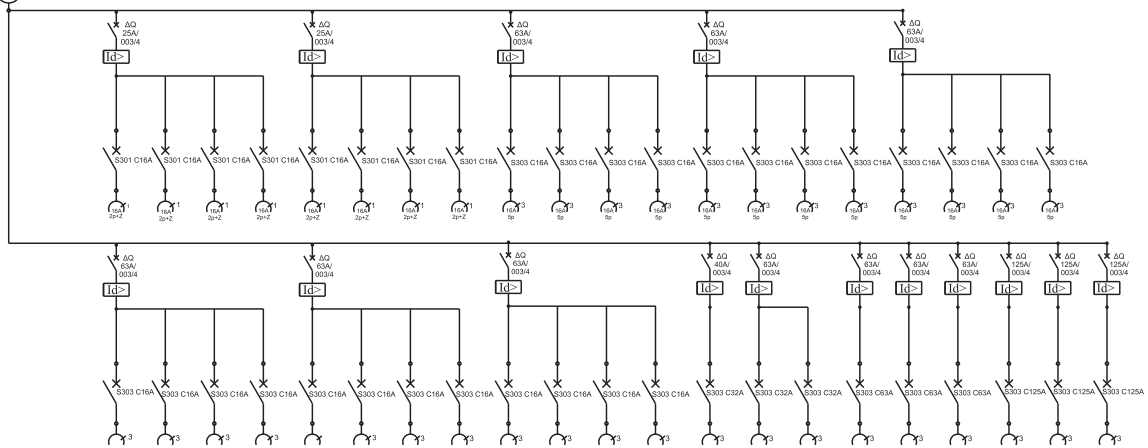 ΔQ ΔQ ΔQ ΔQ ΔQ
25A/ 25A/ 63A/ 63A/ 63A/
003/4 003/4 003/4 003/4 003/4
Id> Id> Id> Id> Id>
S301 C16A S301 C16A S301 C16A S301 C16A S301 C16A S301 C16A S301 C16A S301 C16A S303 C16A S303 C16A S303 C16A S303 C16A S303 C16A S303 C16A S303 C16A S303 C16A S303 C16A S303 C16A S303 C16A S303 C16A
1 1 1 1 1 1 1 1 3 3 3 3 3 3 3 3 3 3 3 3
16A 16A 16A 16A 16A 16A 16A 16A 16A 16A 16A 16A 16A 16A 16A 16A 16A 16A 16A 16A
2p+Z 2p+Z 2p+Z 2p+Z 2p+Z 2p+Z 2p+Z 2p+Z 5p 5p 5p 5p 5p 5p 5p 5p 5p 5p 5p 5p
ΔQ ΔQ ΔQ ΔQ ΔQ ΔQ ΔQ ΔQ ΔQ ΔQ ΔQ
63A/ 63A/ 63A/ 40A/ 63A/ 63A/ 63A/ 63A/ 125A/ 125A/ 125A/
003/4 003/4 003/4 003/4 003/4 003/4 003/4 003/4 003/4 003/4 003/4
Id> Id> Id> Id> Id> Id> Id> Id> Id> Id> Id>
S303 C16A S303 C16A S303 C16A S303 C16A S303 C16A S303 C16A S303 C16A S303 C16A S303 C16A S303 C16A S303 C16A S303 C16A S303 C32A S303 C32A S303 C32A S303 C63A S303 C63A S303 C63A S303 C125A S303 C125A S303 C125A
3 3 3 3 3 3 3 3 3 3 3 3 3 3 3 3 3 3 3 3